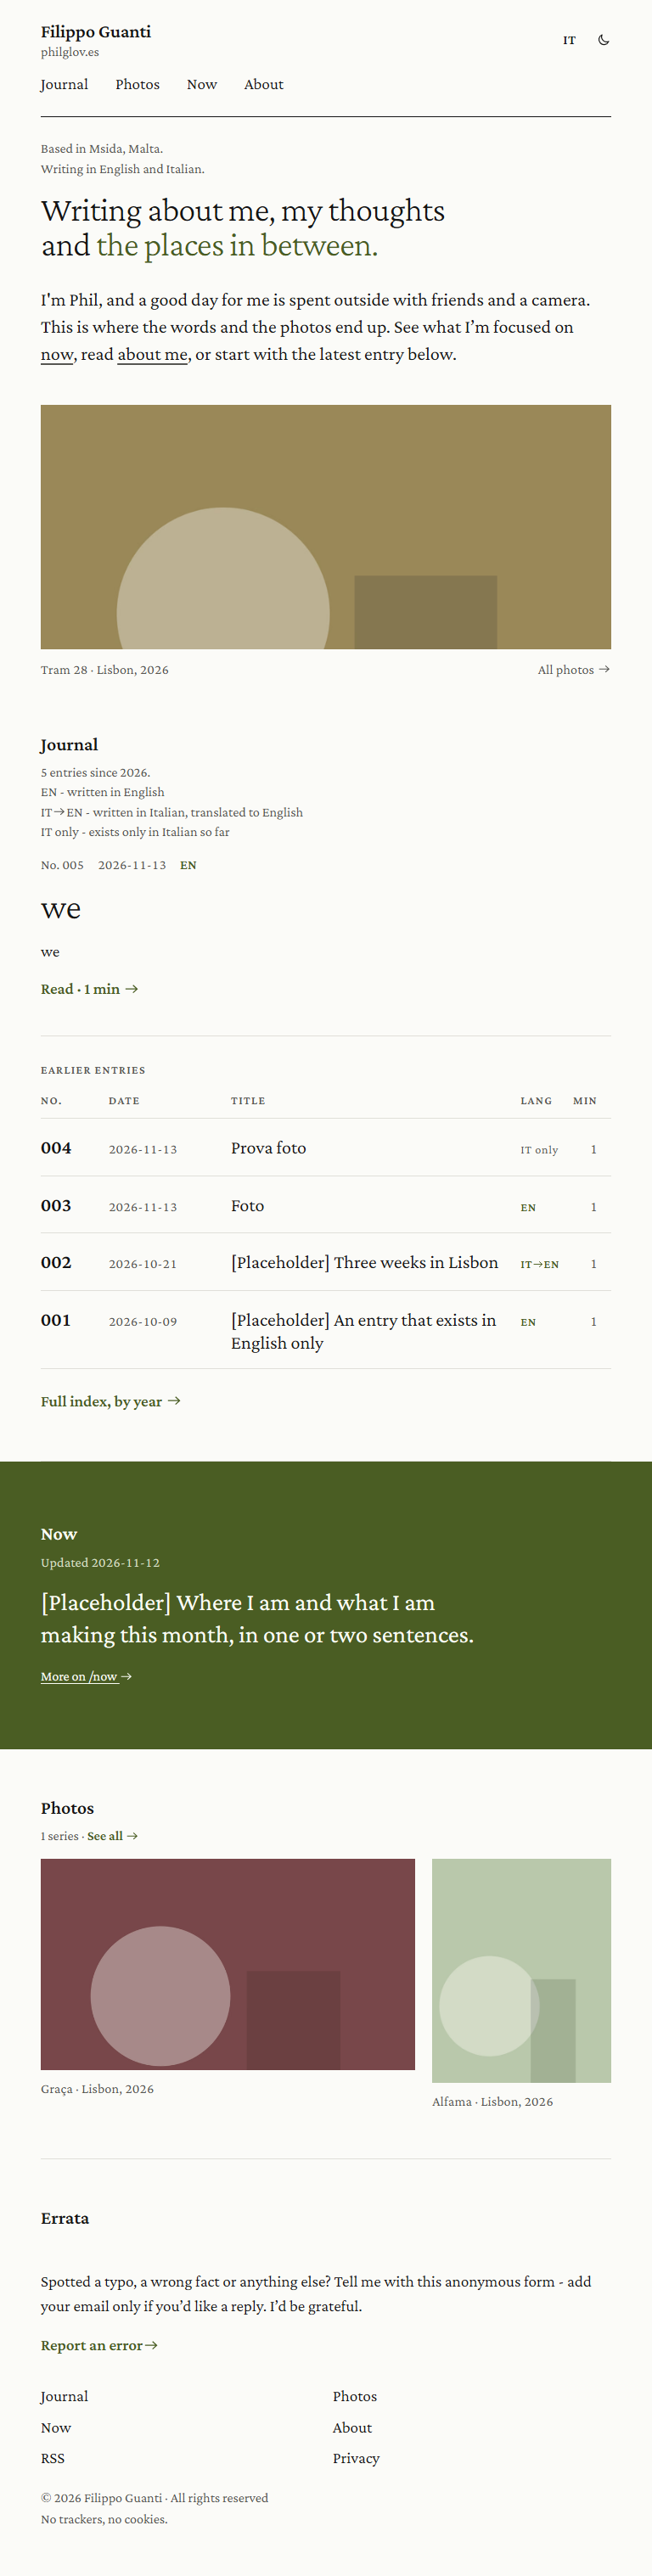 Filippo Guanti
philglov.es
IT
Journal Photos Now About
Based in Msida, Malta.
Writing in English and Italian.
Writing about me, my thoughts
and the places in between.
I'm Phil, and a good day for me is spent outside with friends and a camera.
This is where the words and the photos end up. See what I’m focused on
now, read about me, or start with the latest entry below.
Tram 28 · Lisbon, 2026 All photos →
Journal
5 entries since 2026.
EN - written in English
IT→EN - written in Italian, translated to English
IT only - exists only in Italian so far
No. 005 2026-11-13 EN
we
we
Read · 1 min →
EARLIER ENTRIES
NO. DATE TITLE LANG MIN
004 2026-11-13 Prova foto IT only 1
003 2026-11-13 Foto EN 1
002 2026-10-21 [Placeholder] Three weeks in Lisbon IT→EN 1
001 2026-10-09 [Placeholder] An entry that exists in EN 1
English only
Full index, by year →
Now
Updated 2026-11-12
[Placeholder] Where I am and what I am
making this month, in one or two sentences.
More on /now →
Photos
1 series · See all →
Graça · Lisbon, 2026
Alfama · Lisbon, 2026
Errata
Spotted a typo, a wrong fact or anything else? Tell me with this anonymous form - add
your email only if you’d like a reply. I’d be grateful.
Report an error→
Journal Photos
Now About
RSS Privacy
© 2026 Filippo Guanti · All rights reserved
No trackers, no cookies.